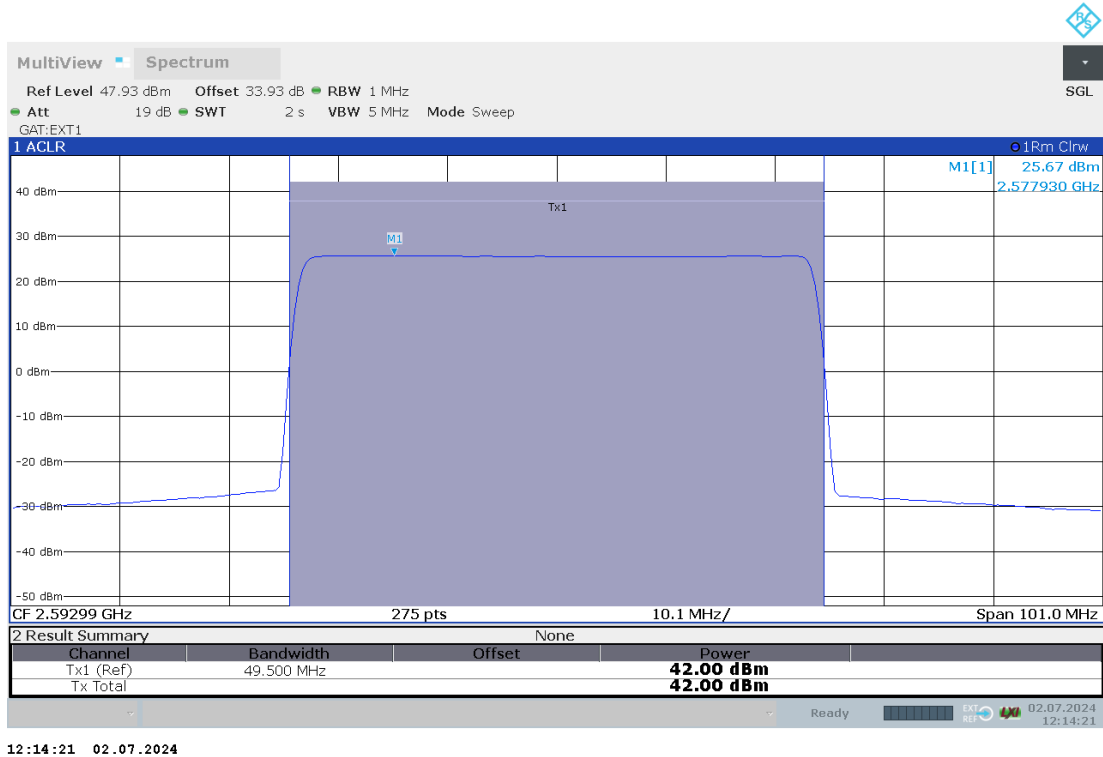 R&S
MultiView Spectrum
Ref Level 47.93 dBm Offset 33.93 dB RBW 1 MHz SGL
Att 19 dB SWT 2 s VBW 5 MHz Mode Sweep
GAT:EXT1
1 ACLR 1Rm Clrw
M1[1] 25.67 dBm
2.577930 GHz
40 dBm
Tx1
30 dBm
M1
20 dBm
10 dBm
0 dBm
-10 dBm
-20 dBm
-30 dBm
-40 dBm
-50 dBm
CF 2.59299 GHz 275 pts 10.1 MHz/ Span 101.0 MHz
2 Result Summary None
Channel Bandwidth Offset Power
Tx1 (Ref) 49.500 MHz 42.00 dBm
Tx Total 42.00 dBm
Ready EXT REF LXI 02.07.2024
12:14:21
12:14:21 02.07.2024